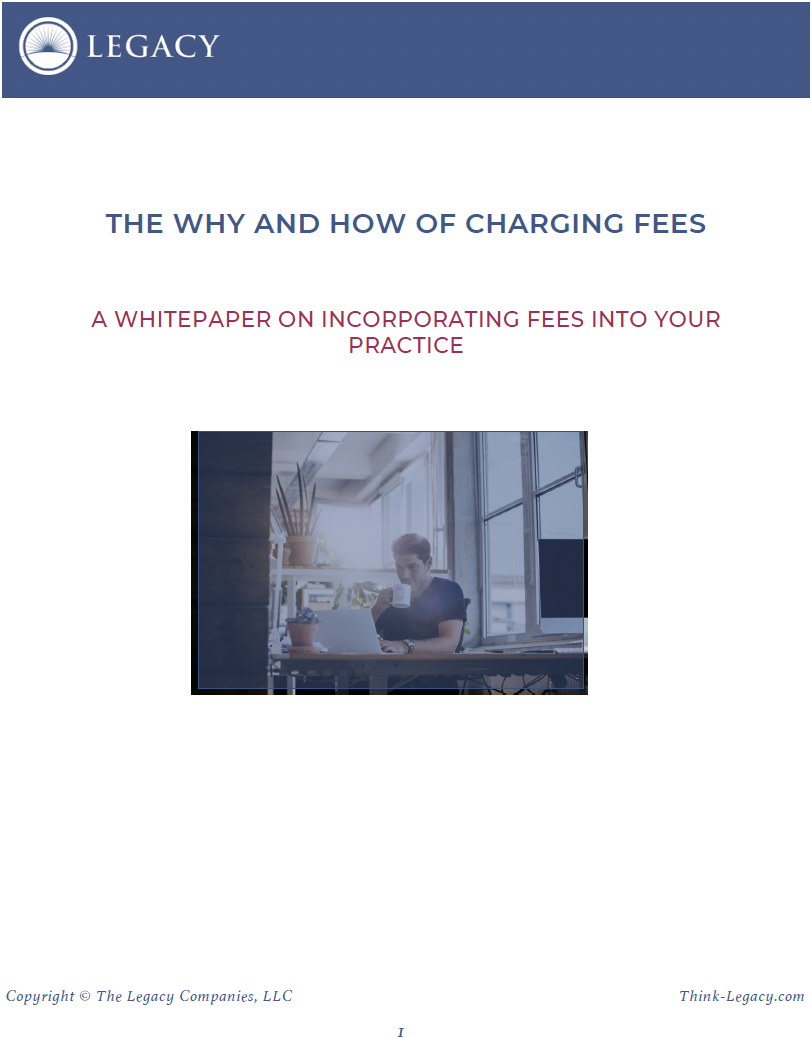 LEGACY
THE WHY AND HOW OF CHARGING FEES
A WHITEPAPER ON INCORPORATING FEES INTO YOUR
PRACTICE
Copyright © The Legacy Companies, LLC
Think-Legacy.com
1